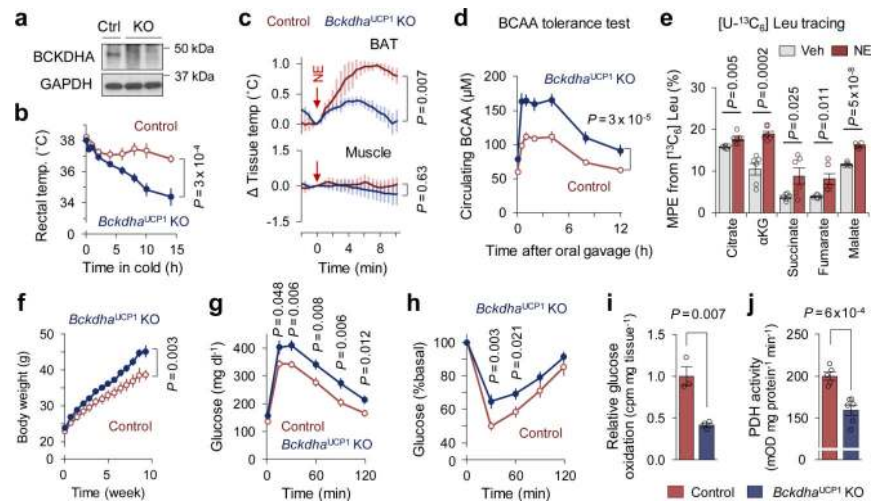 a
Ctrl
KO
BCKDHA
GAPDH
50 kDa
37 kDa
b
Rectal temp. (˚C)
38
36
34
0
5
10
15
Time in cold (h)
Control
Bckdha^UCP1 KO
P = 3 x 10^-4
c
Control
Bckdha^UCP1 KO
BAT
NE
Δ Tissue temp (˚C)
1.0
0.5
0.0
P = 0.007
Muscle
1.5
0.0
-1.5
P = 0.63
0
4
8
Time (min)
d
BCAA tolerance test
Bckdha^UCP1 KO
Circulating BCAA (μM)
200
150
100
50
0
P = 3 x 10^-5
Control
0
4
8
12
Time after oral gavage (h)
e
[U-^13C_6] Leu tracing
Veh
NE
MPE from [^13C_6] Leu (%)
20
15
10
5
0
P = 0.005
P = 0.0002
P = 0.025
P = 0.011
P = 5 x 10^-8
Citrate
αKG
Succinate
Fumarate
Malate
f
Bckdha^UCP1 KO
Body weight (g)
60
50
40
30
20
P = 0.003
Control
0
5
10
Time (week)
g
P = 0.048
P = 0.006
P = 0.008
P = 0.006
P = 0.012
Glucose (mg dl^-1)
400
300
200
100
0
Control
Bckdha^UCP1 KO
0
60
120
Time (min)
h
Bckdha^UCP1 KO
P = 0.003
P = 0.021
Glucose (%basal)
100
80
60
40
Control
0
60
120
Time (min)
i
P = 0.007
Relative glucose
oxidation (cpm mg tissue^-1)
1.5
1.0
0.5
0.0
j
P = 6 x 10^-4
PDH activity
(mOD mg protein^-1 min^-1)
200
150
100
0
Control
Bckdha^UCP1 KO